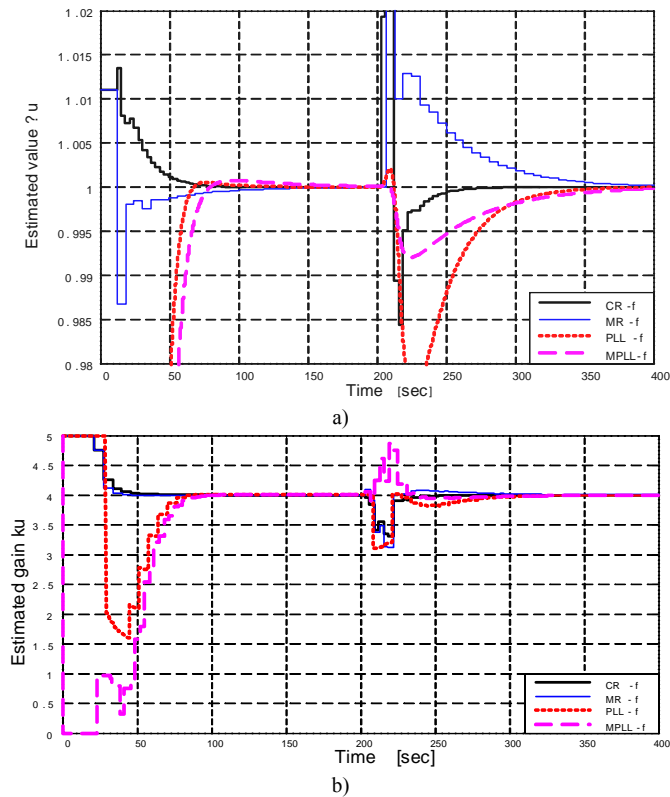 1 . 02
1 . 015
1 . 01
1 . 005
1
0 . 995
0 . 99
0 . 985
0 . 98
Estimated value ? u
CR - f
MR - f
PLL - f
MPLL - f
0 50 100 150 200 250 300 350 400
Time [sec]
a)
5
4 . 5
4
3 . 5
3
2 . 5
2
1 . 5
1
0 . 5
0
Estimated gain ku
CR - f
MR - f
PLL - f
MPLL - f
0 50 100 150 200 250 300 350 400
Time [sec]
b)